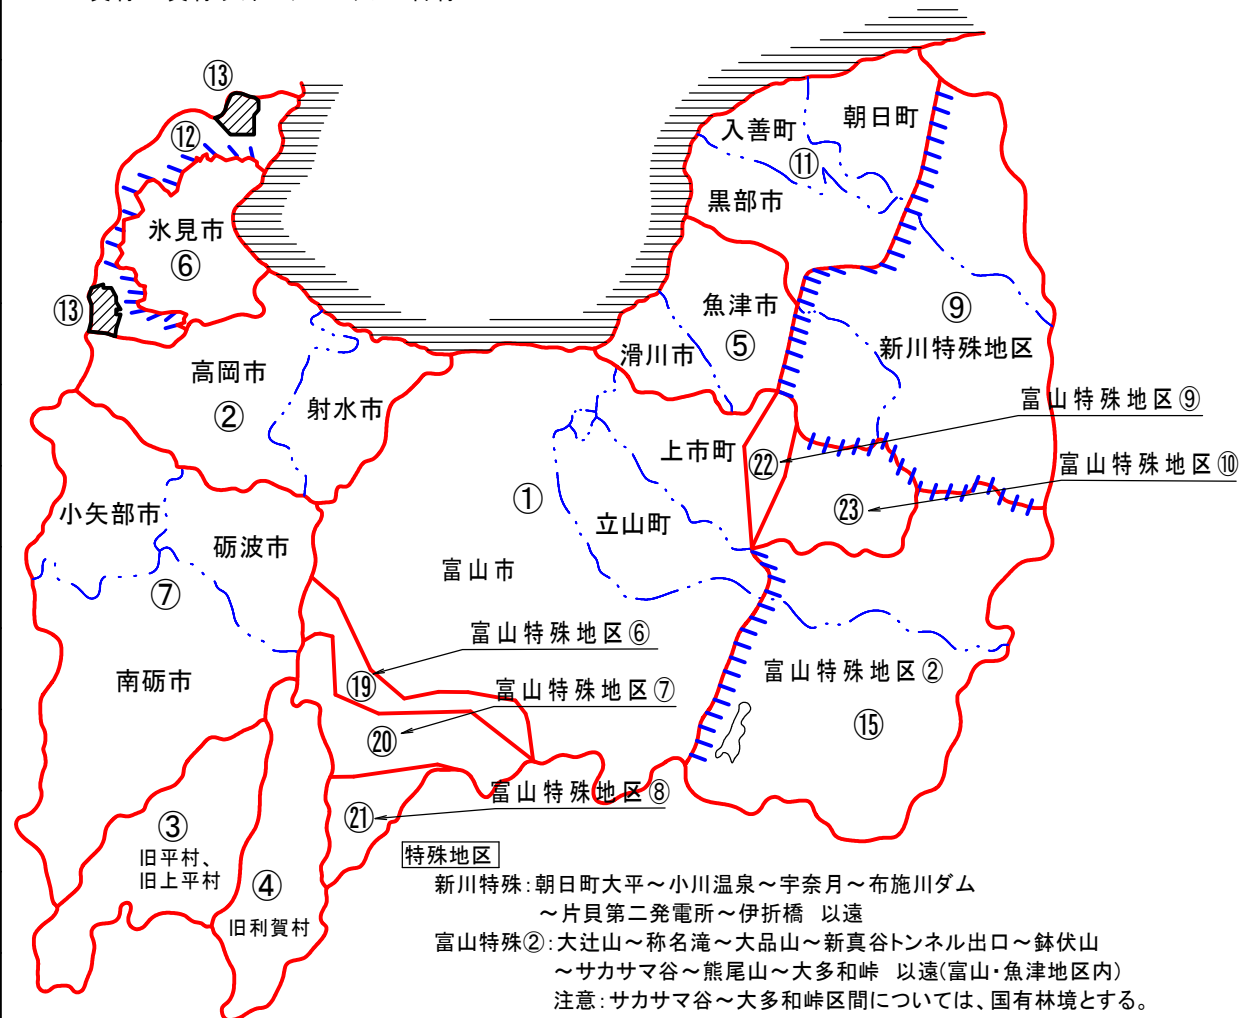 ⑬
⑫
氷見市
⑥
⑬
入善町
朝日町
⑪
黒部市
魚津市
⑤
滑川市
⑨
新川特殊地区
高岡市
②
射水市
富山特殊地区⑨
上市町
㉒
富山特殊地区⑩
㉓
①
立山町
小矢部市
砺波市
⑦
富山市
南砺市
富山特殊地区⑥
⑲
富山特殊地区⑦
⑳
富山特殊地区②
⑮
富山特殊地区⑧
㉑
③
旧平村、
旧上平村
④
旧利賀村
特殊地区
新川特殊:朝日町大平～小川温泉～宇奈月～布施川ダム
～片貝第二発電所～伊折橋 以遠
富山特殊②:大辻山～称名滝～大品山～新真谷トンネル出口～鉢伏山
～サカサマ谷～熊尾山～大多和峠 以遠(富山・魚津地区内)
注意:サカサマ谷～大多和峠区間については、国有林境とする。